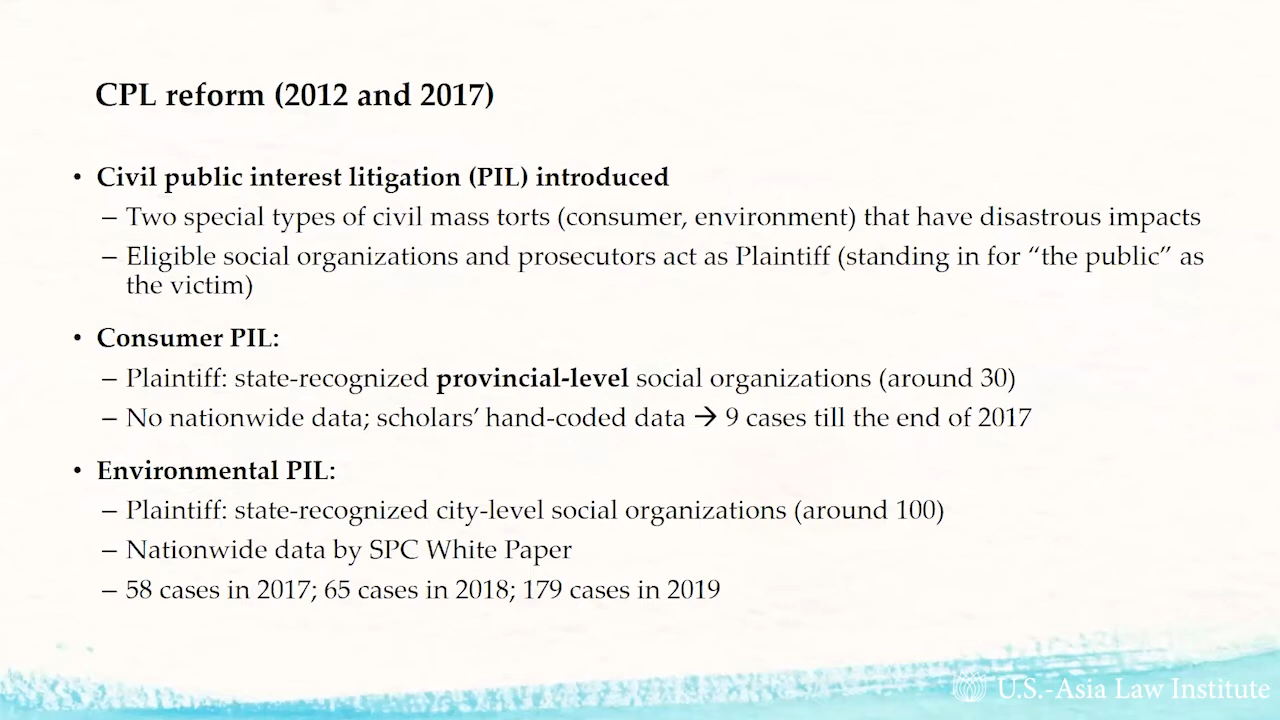 CPL reform (2012 and 2017)
• Civil public interest litigation (PIL) introduced
– Two special types of civil mass torts (consumer, environment) that have disastrous impacts
– Eligible social organizations and prosecutors act as Plaintiff (standing in for “the public” as
the victim)
• Consumer PIL:
– Plaintiff: state-recognized provincial-level social organizations (around 30)
– No nationwide data; scholars’ hand-coded data → 9 cases till the end of 2017
• Environmental PIL:
– Plaintiff: state-recognized city-level social organizations (around 100)
– Nationwide data by SPC White Paper
– 58 cases in 2017; 65 cases in 2018; 179 cases in 2019
U.S.-Asia Law Institute